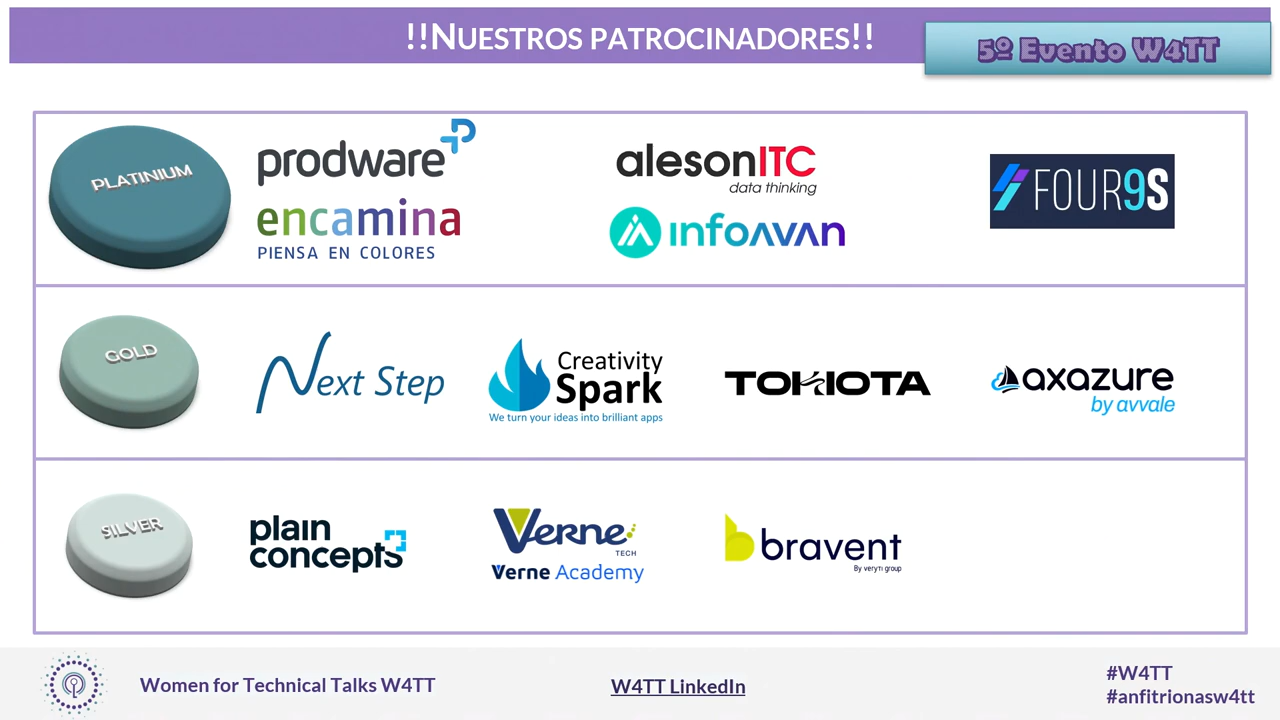 !!NUESTROS PATROCINADORES!!
5º Evento W4TT
PLATINIUM
prodware
encamina
PIENSA EN COLORES
alesonITC
data thinking
infoavan
FOUR9S
GOLD
Next Step
Creativity
Spark
We turn your ideas into brilliant apps
TOKIOTA
axazure
by avvale
SILVER
plain
concepts
Verne
TECH
Verne Academy
bravent
By veryti group
Women for Technical Talks W4TT
W4TT LinkedIn
#W4TT
#anfitrionasw4tt